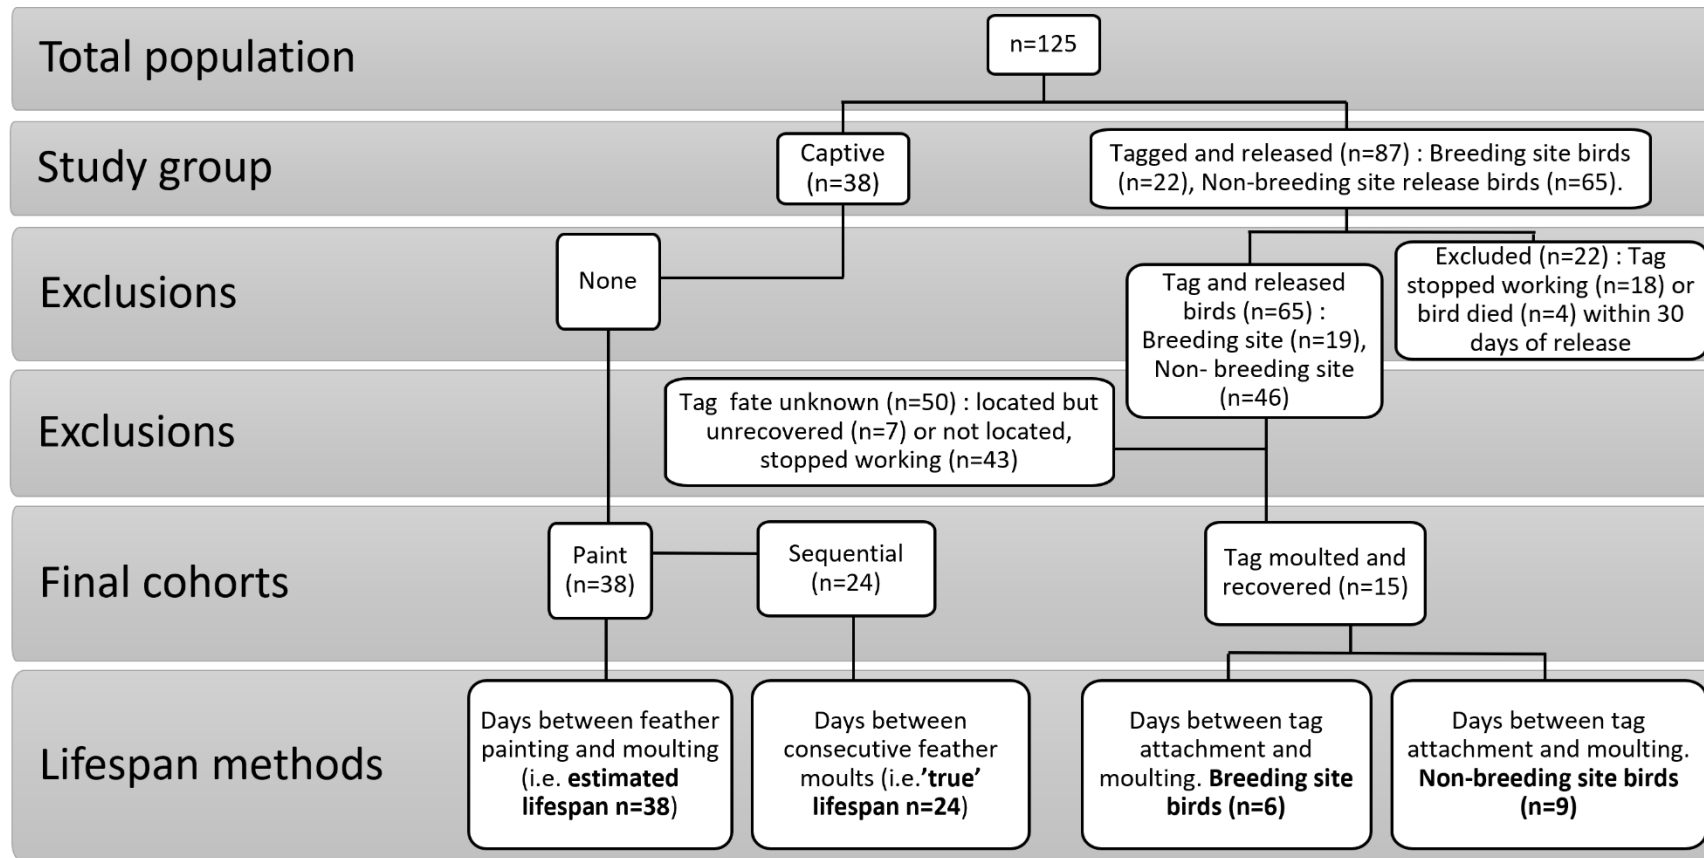 Total population
n=125
Study group
Captive
(n=38)
Tagged and released (n=87) : Breeding site birds
(n=22), Non-breeding site release birds (n=65).
Exclusions
None
Tag and released
birds (n=65) :
Breeding site (n=19),
Non- breeding site
(n=46)
Excluded (n=22) : Tag
stopped working (n=18) or
bird died (n=4) within 30
days of release
Exclusions
Tag  fate unknown (n=50) : located but
unrecovered (n=7) or not located,
stopped working (n=43)
Final cohorts
Paint
(n=38)
Sequential
(n=24)
Tag moulted and
recovered (n=15)
Lifespan methods
Days between feather
painting and moulting
(i.e. estimated
lifespan n=38)
Days between
consecutive feather
moults (i.e.’true’
lifespan n=24)
Days between tag
attachment and
moulting. Breeding site
birds (n=6)
Days between tag
attachment and moulting.
Non-breeding site birds
(n=9)